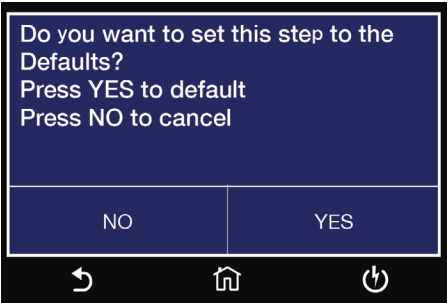 Do you want to set this step to the
Defaults?
Press YES to default
Press NO to cancel
NO YES